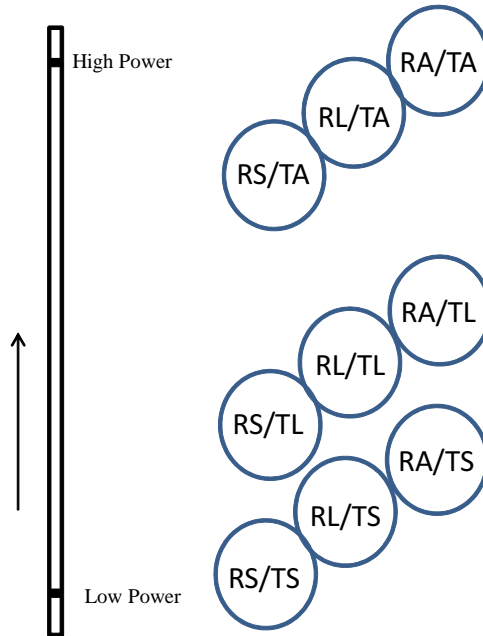 High Power
RA/TA
RL/TA
RS/TA
RA/TL
RL/TL
RS/TL
RA/TS
RL/TS
RS/TS
Low Power